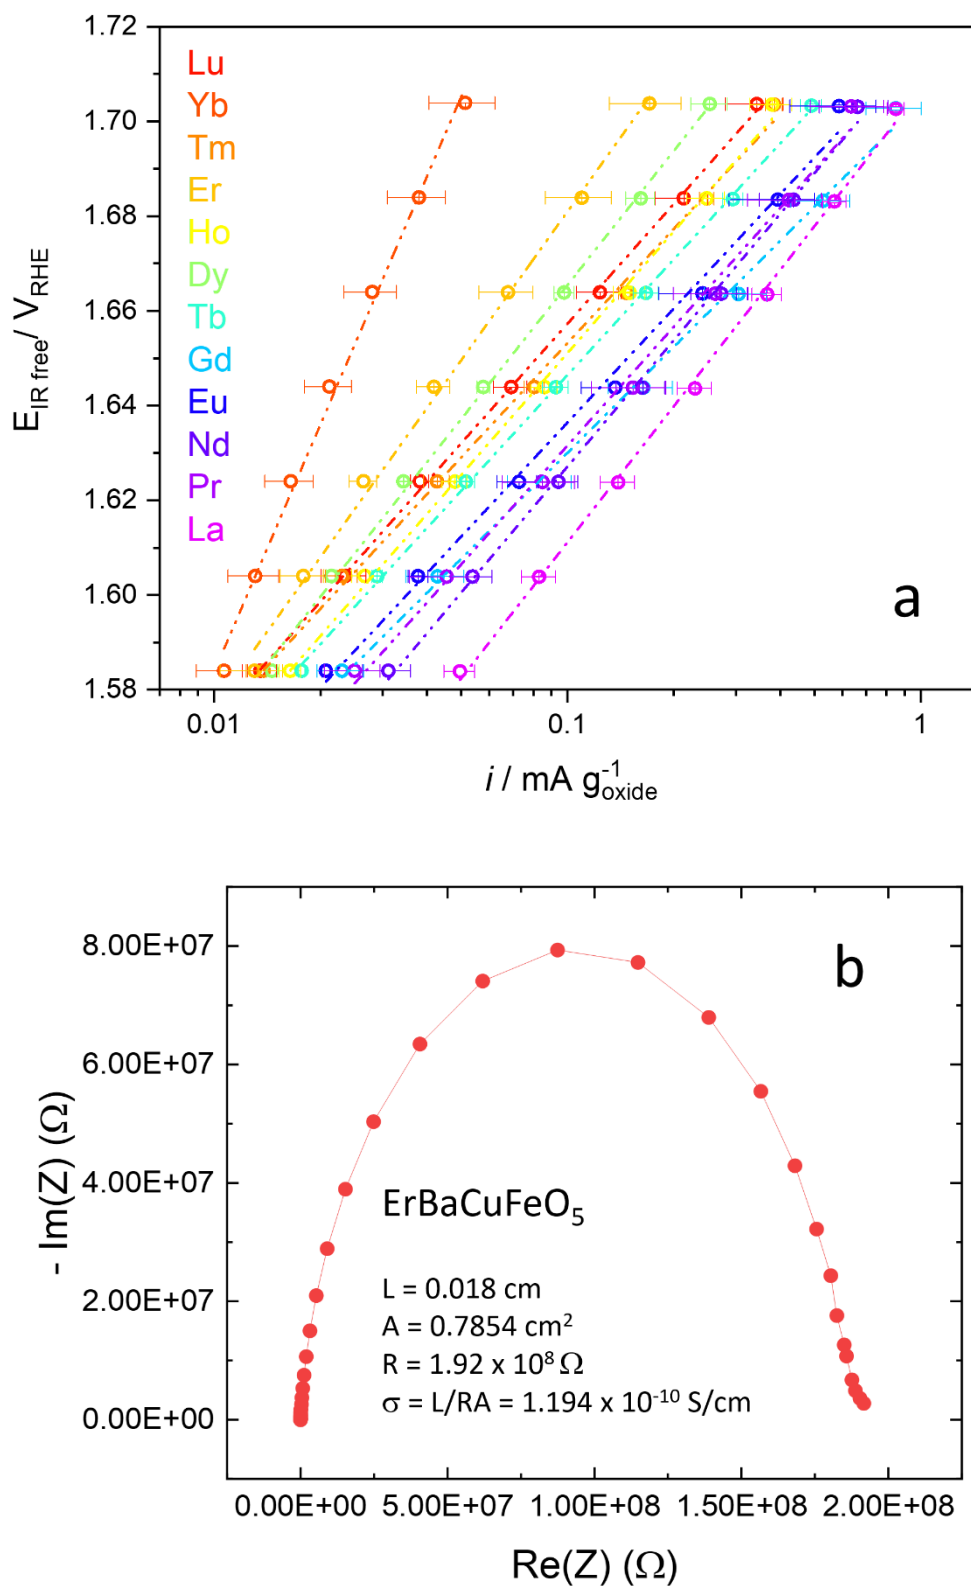 1.72
1.70
1.68
1.66
1.64
1.62
1.60
1.58
E_IR free/ V_RHE
Lu
Yb
Tm
Er
Ho
Dy
Tb
Gd
Eu
Nd
Pr
La
a
0.01
0.1
1
i / mA g⁻¹_oxide
8.00E+07
6.00E+07
4.00E+07
2.00E+07
0.00E+00
- Im(Z) (Ω)
b
ErBaCuFeO₅
L = 0.018 cm
A = 0.7854 cm²
R = 1.92 x 10⁸ Ω
σ = L/RA = 1.194 x 10⁻¹⁰ S/cm
0.00E+00
5.00E+07
1.00E+08
1.50E+08
2.00E+08
Re(Z) (Ω)